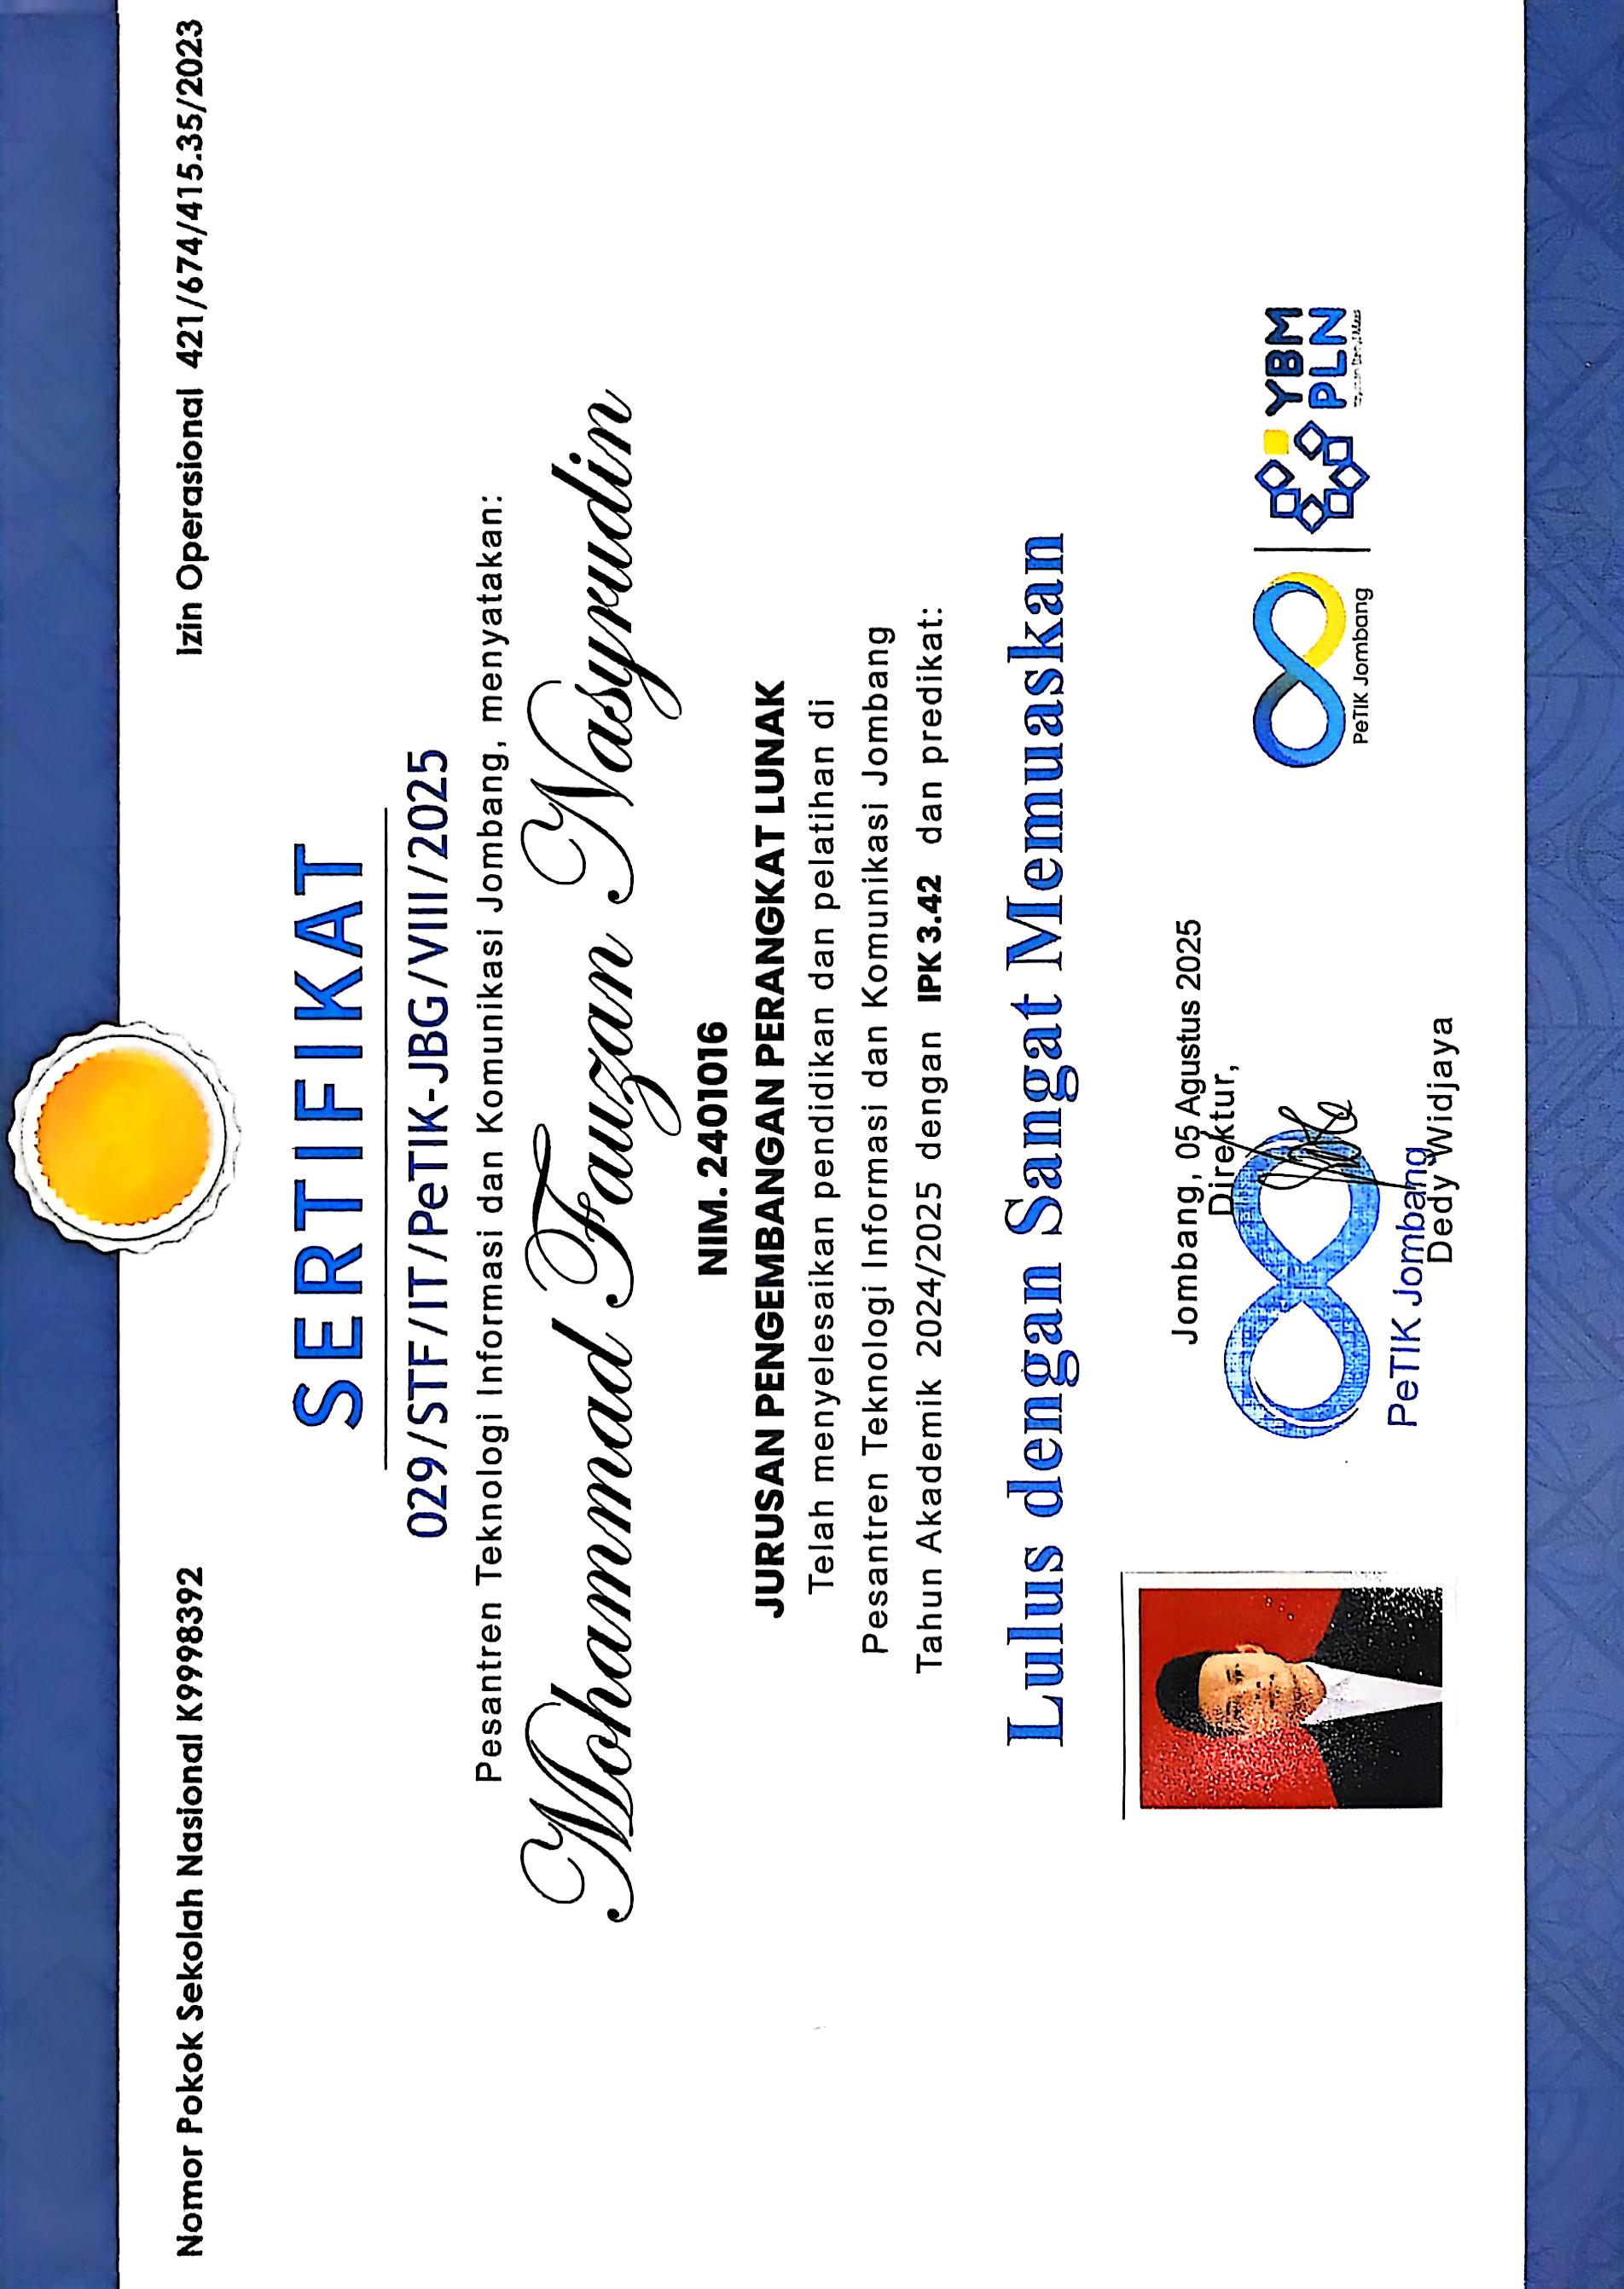 Nomor Pokok Sekolah Nasional K9998392
Izin Operasional 421/674/415.35/2023
SERTIFIKAT
029/STF/IT/PeTIK-JBG/VIII/2025
Pesantren Teknologi Informasi dan Komunikasi Jombang, menyatakan:
Mohammad Fauzan Nasyrudin
NIM. 2401016
JURUSAN PENGEMBANGAN PERANGKAT LUNAK
Telah menyelesaikan pendidikan dan pelatihan di
Pesantren Teknologi Informasi dan Komunikasi Jombang
Tahun Akademik 2024/2025 dengan IPK 3.42 dan predikat:
Lulus dengan Sangat Memuaskan
Jombang, 05 Agustus 2025
Direktur,
PeTIK Jombang
Dedy Widjaya
PeTIK Jombang
YBM
PLN